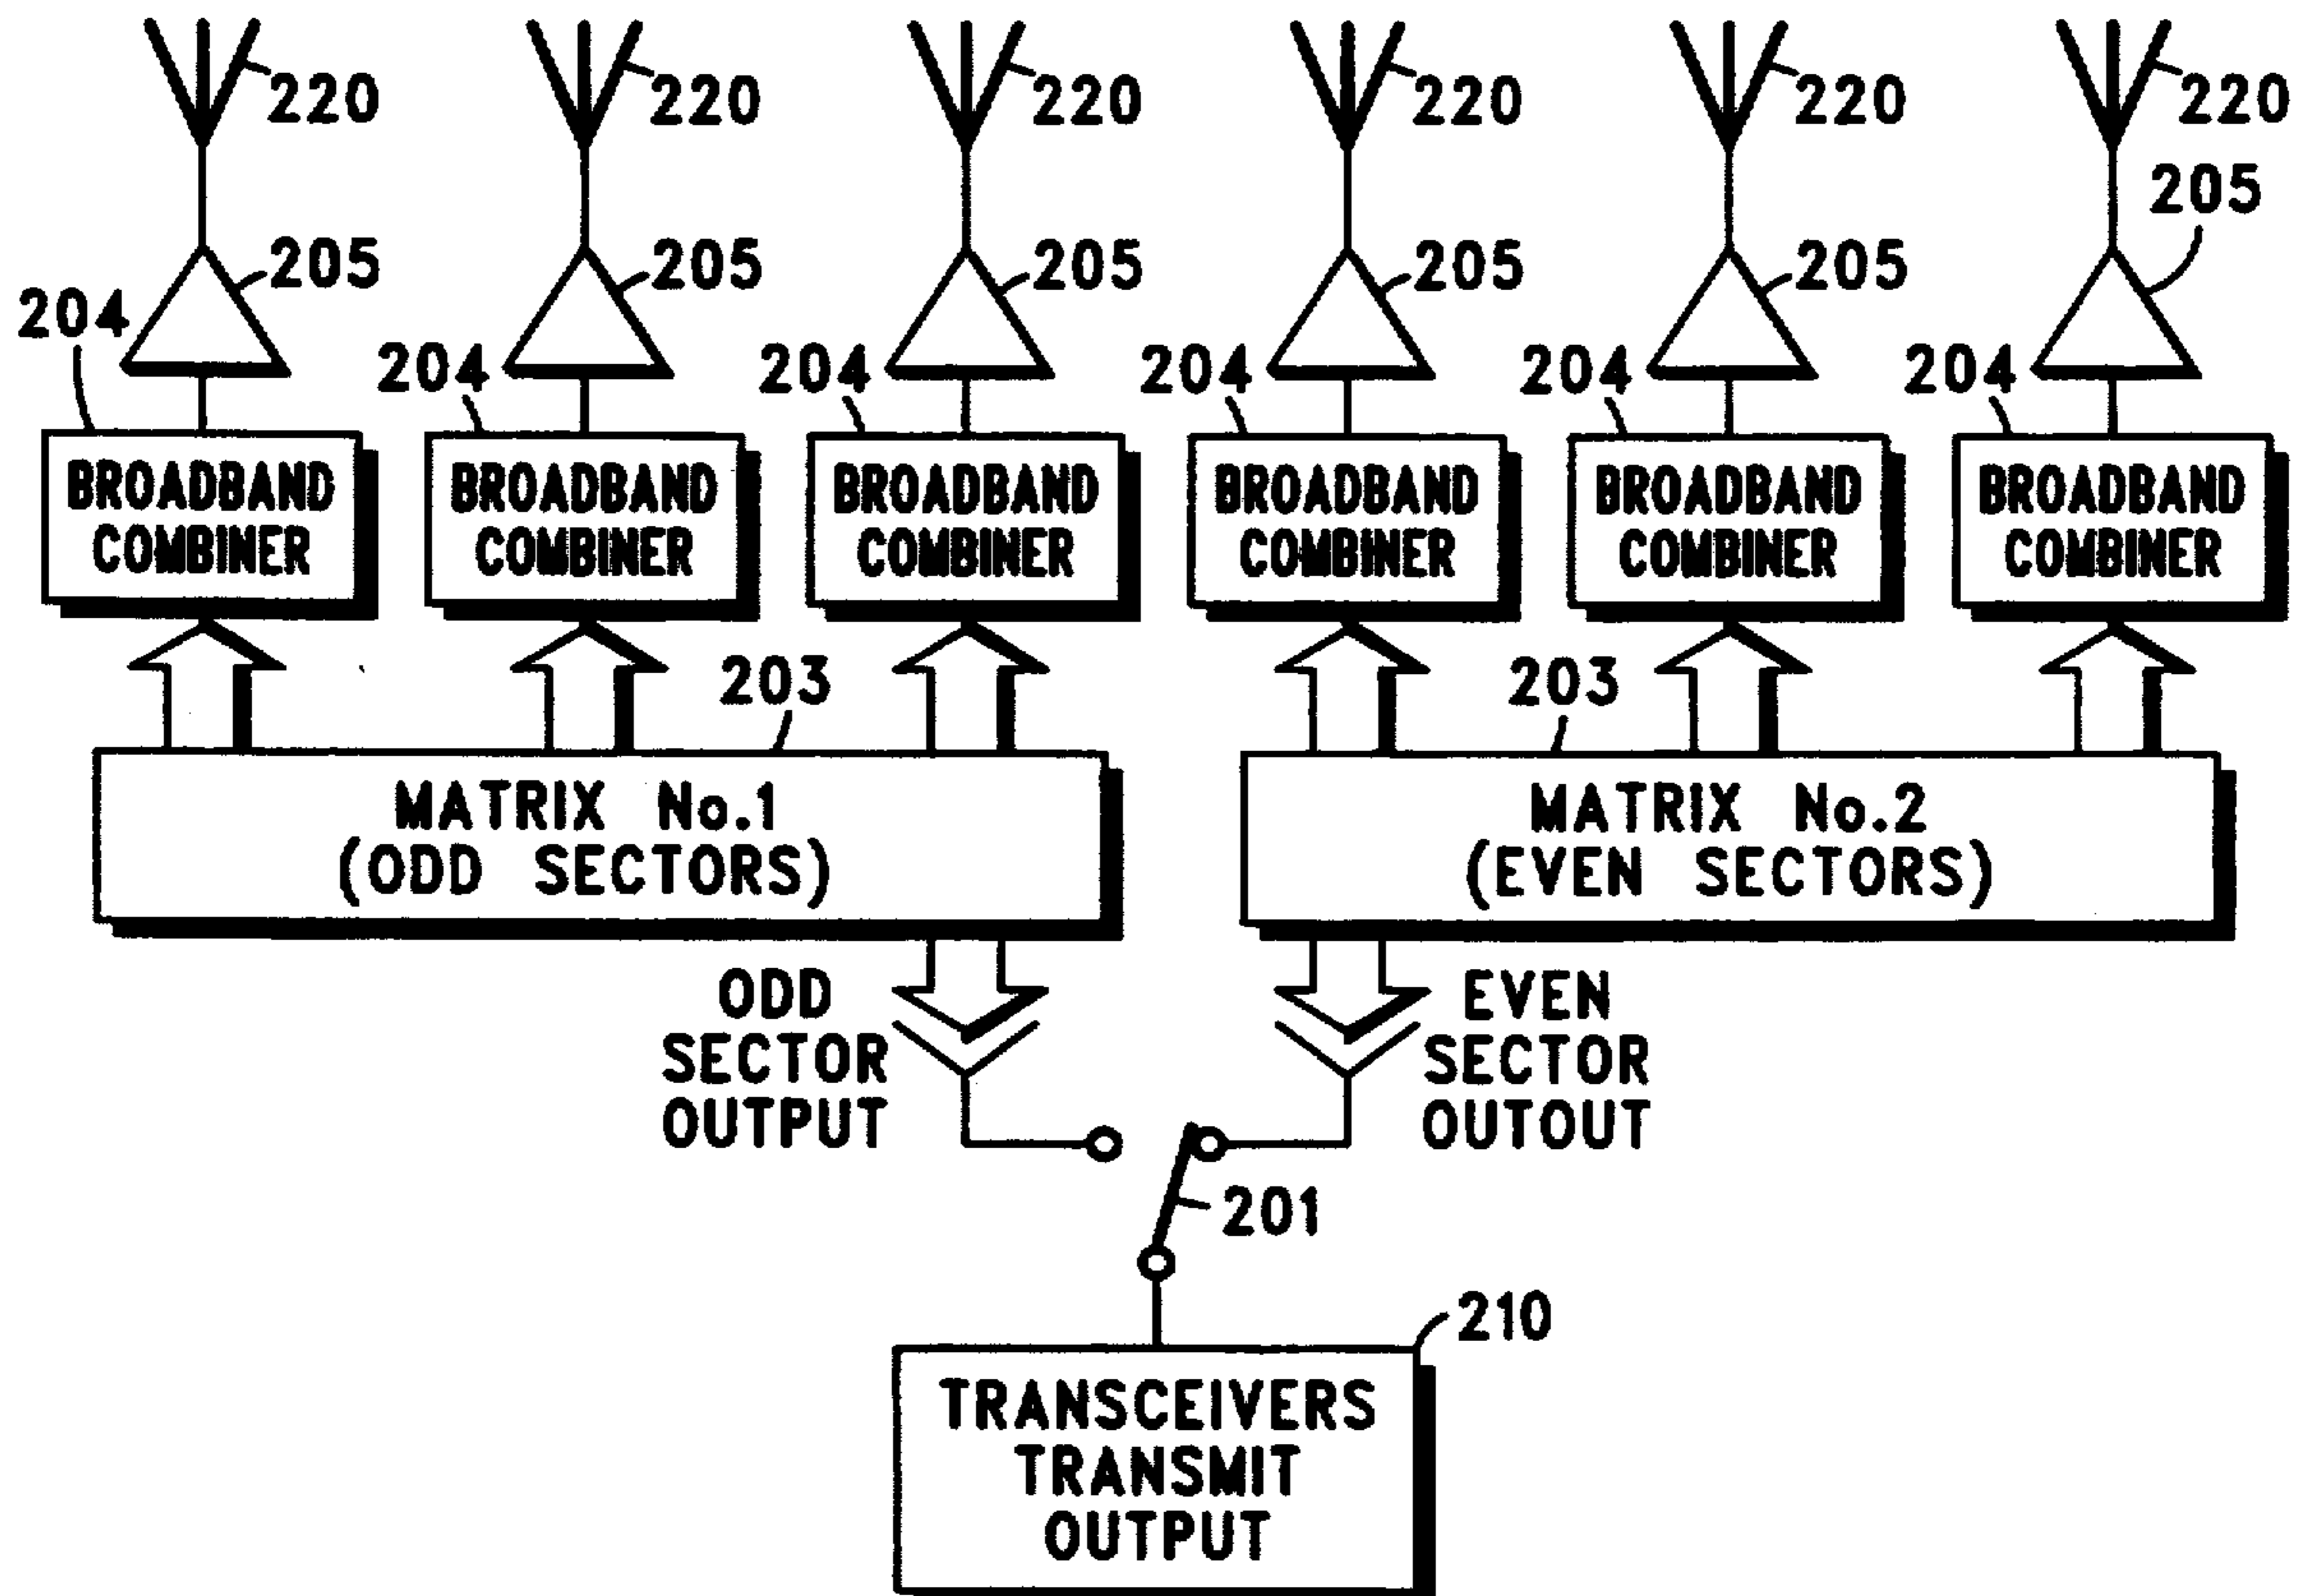 220 220 220 220 220 220
205
205 205 205 205 205
204
204 204 204 204 204
BROADBAND COMBINER
BROADBAND COMBINER
BROADBAND COMBINER
BROADBAND COMBINER
BROADBAND COMBINER
BROADBAND COMBINER
203 203
MATRIX No.1
(ODD SECTORS)
MATRIX No.2
(EVEN SECTORS)
ODD
SECTOR
OUTPUT
EVEN
SECTOR
OUTOUT
201
210
TRANSCEIVERS
TRANSMIT
OUTPUT